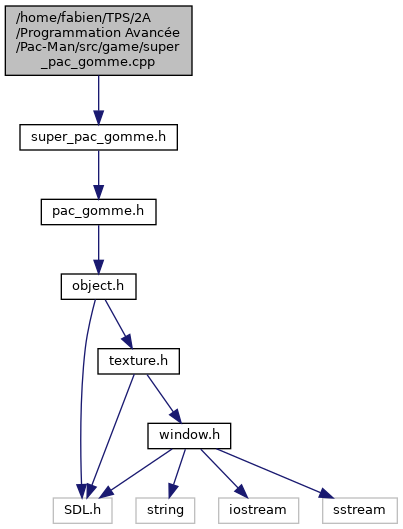 /home/fabien/TPS/2A
/Programmation Avancée
/Pac-Man/src/game/super
_pac_gomme.cpp
super_pac_gomme.h
pac_gomme.h
object.h
texture.h
window.h
SDL.h
string
iostream
sstream